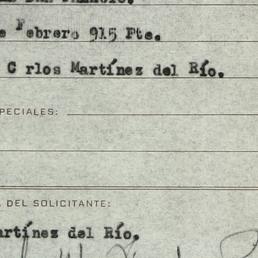 Febrero 915 Pte.
C rlos Martínez del Río.
PECIALES:
DEL SOLICITANTE:
artínez del Río.